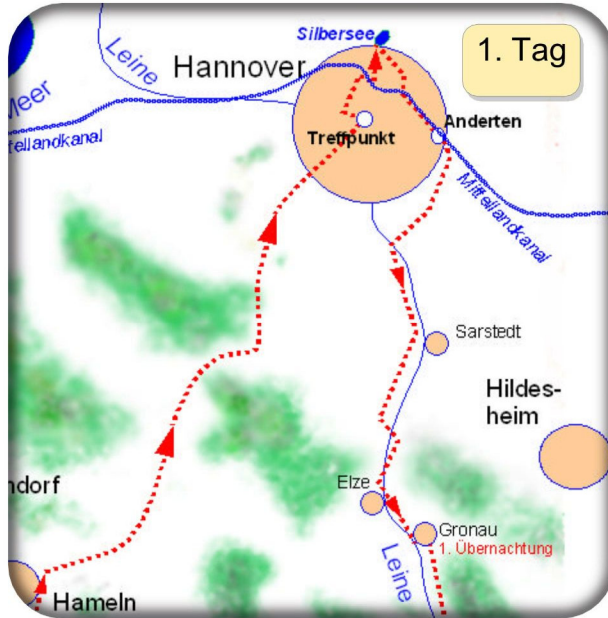 1. Tag
Silbersee
Leine
Hannover
Meer
ttellandkanal
Treffpunkt
Anderten
Mittellandkanal
Sarstedt
Hildes-
heim
ndorf
Elze
Gronau
1. Übernachtung
Leine
Hameln